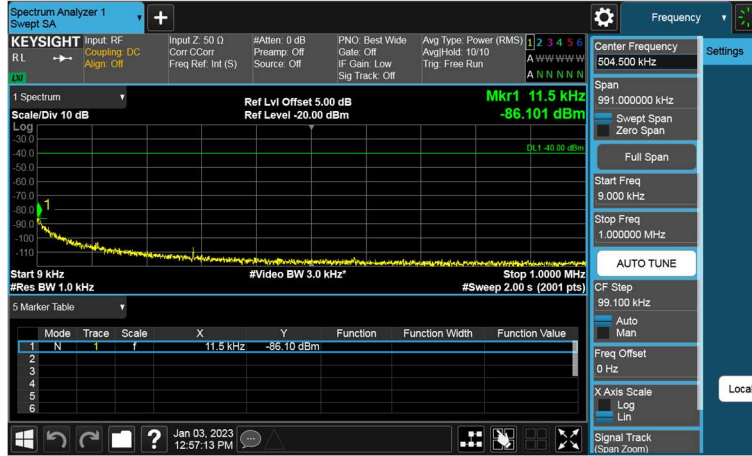 Spectrum Analyzer 1
Swept SA
Frequency
KEYSIGHT
RL
LXI
Input: RF
Coupling: DC
Align: Off
Input Z: 50 Ω
Corr CCorr
Freq Ref: Int (S)
#Atten: 0 dB
Preamp: Off
Source: Off
PNO: Best Wide
Gate: Off
IF Gain: Low
Sig Track: Off
Avg Type: Power (RMS)
Avg|Hold: 10/10
Trig: Free Run
1 2 3 4 5 6
A W W W W W
A N N N N N
Center Frequency
504.500 kHz
Settings
1 Spectrum
Scale/Div 10 dB
Ref Lvl Offset 5.00 dB
Ref Level -20.00 dBm
Mkr1 11.5 kHz
-86.101 dBm
Log
-30.0
-40.0
-50.0
-60.0
-70.0
-80.0
-90.0
-100
-110
DL1 -40.00 dBm
1
Start 9 kHz
#Res BW 1.0 kHz
#Video BW 3.0 kHz*
Stop 1.0000 MHz
#Sweep 2.00 s (2001 pts)
Span
991.000000 kHz
Swept Span
Zero Span
Full Span
Start Freq
9.000 kHz
Stop Freq
1.000000 MHz
AUTO TUNE
CF Step
99.100 kHz
Auto
Man
Freq Offset
0 Hz
X Axis Scale
Log
Lin
Signal Track
(Span Zoom)
Local
5 Marker Table
Mode Trace Scale X Y Function Function Width Function Value
1 N 1 f 11.5 kHz -86.10 dBm
2
3
4
5
6
Jan 03, 2023
12:57:13 PM